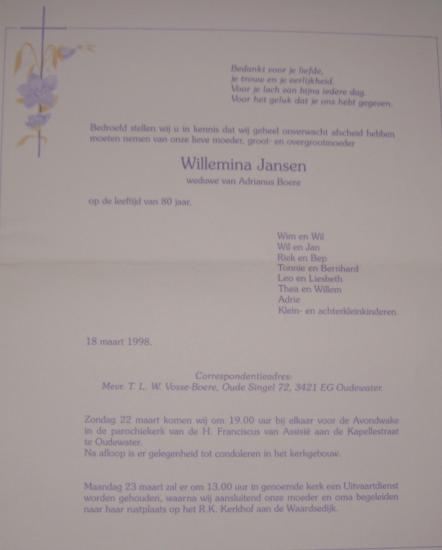 Bedankt voor je liefde,
je trouw en je eerlijkheid.
Voor je lach van bijna iedere dag.
Voor het geluk dat je ons hebt gegeven.
Bedroefd stellen wij u in kennis dat wij geheel onverwacht afscheid hebben
moeten nemen van onze lieve moeder, groot- en overgrootmoeder
Willemina Jansen
weduwe van Adrianus Boere
op de leeftijd van 80 jaar.
Wim en Wil
Wil en Jan
Riek en Bep
Tonnie en Bernhard
Leo en Liesbeth
Thea en Willem
Adrie
Klein- en achterkleinkinderen.
18 maart 1998.
Correspondentieadres:
Mevr. T. L. W. Vosse-Boere, Oude Singel 72, 3421 EG Oudewater.
Zondag 22 maart komen wij om 19.00 uur bij elkaar voor de Avondwake
in de parochiekerk van de H. Franciscus van Assisië aan de Kapellestraat
te Oudewater.
Na afloop is er gelegenheid tot condoleren in het kerkgebouw.
Maandag 23 maart zal er om 13.00 uur in genoemde kerk een Uitvaartdienst
worden gehouden, waarna wij aansluitend onze moeder en oma begeleiden
naar haar rustplaats op het R.K. Kerkhof aan de Waardsedijk.